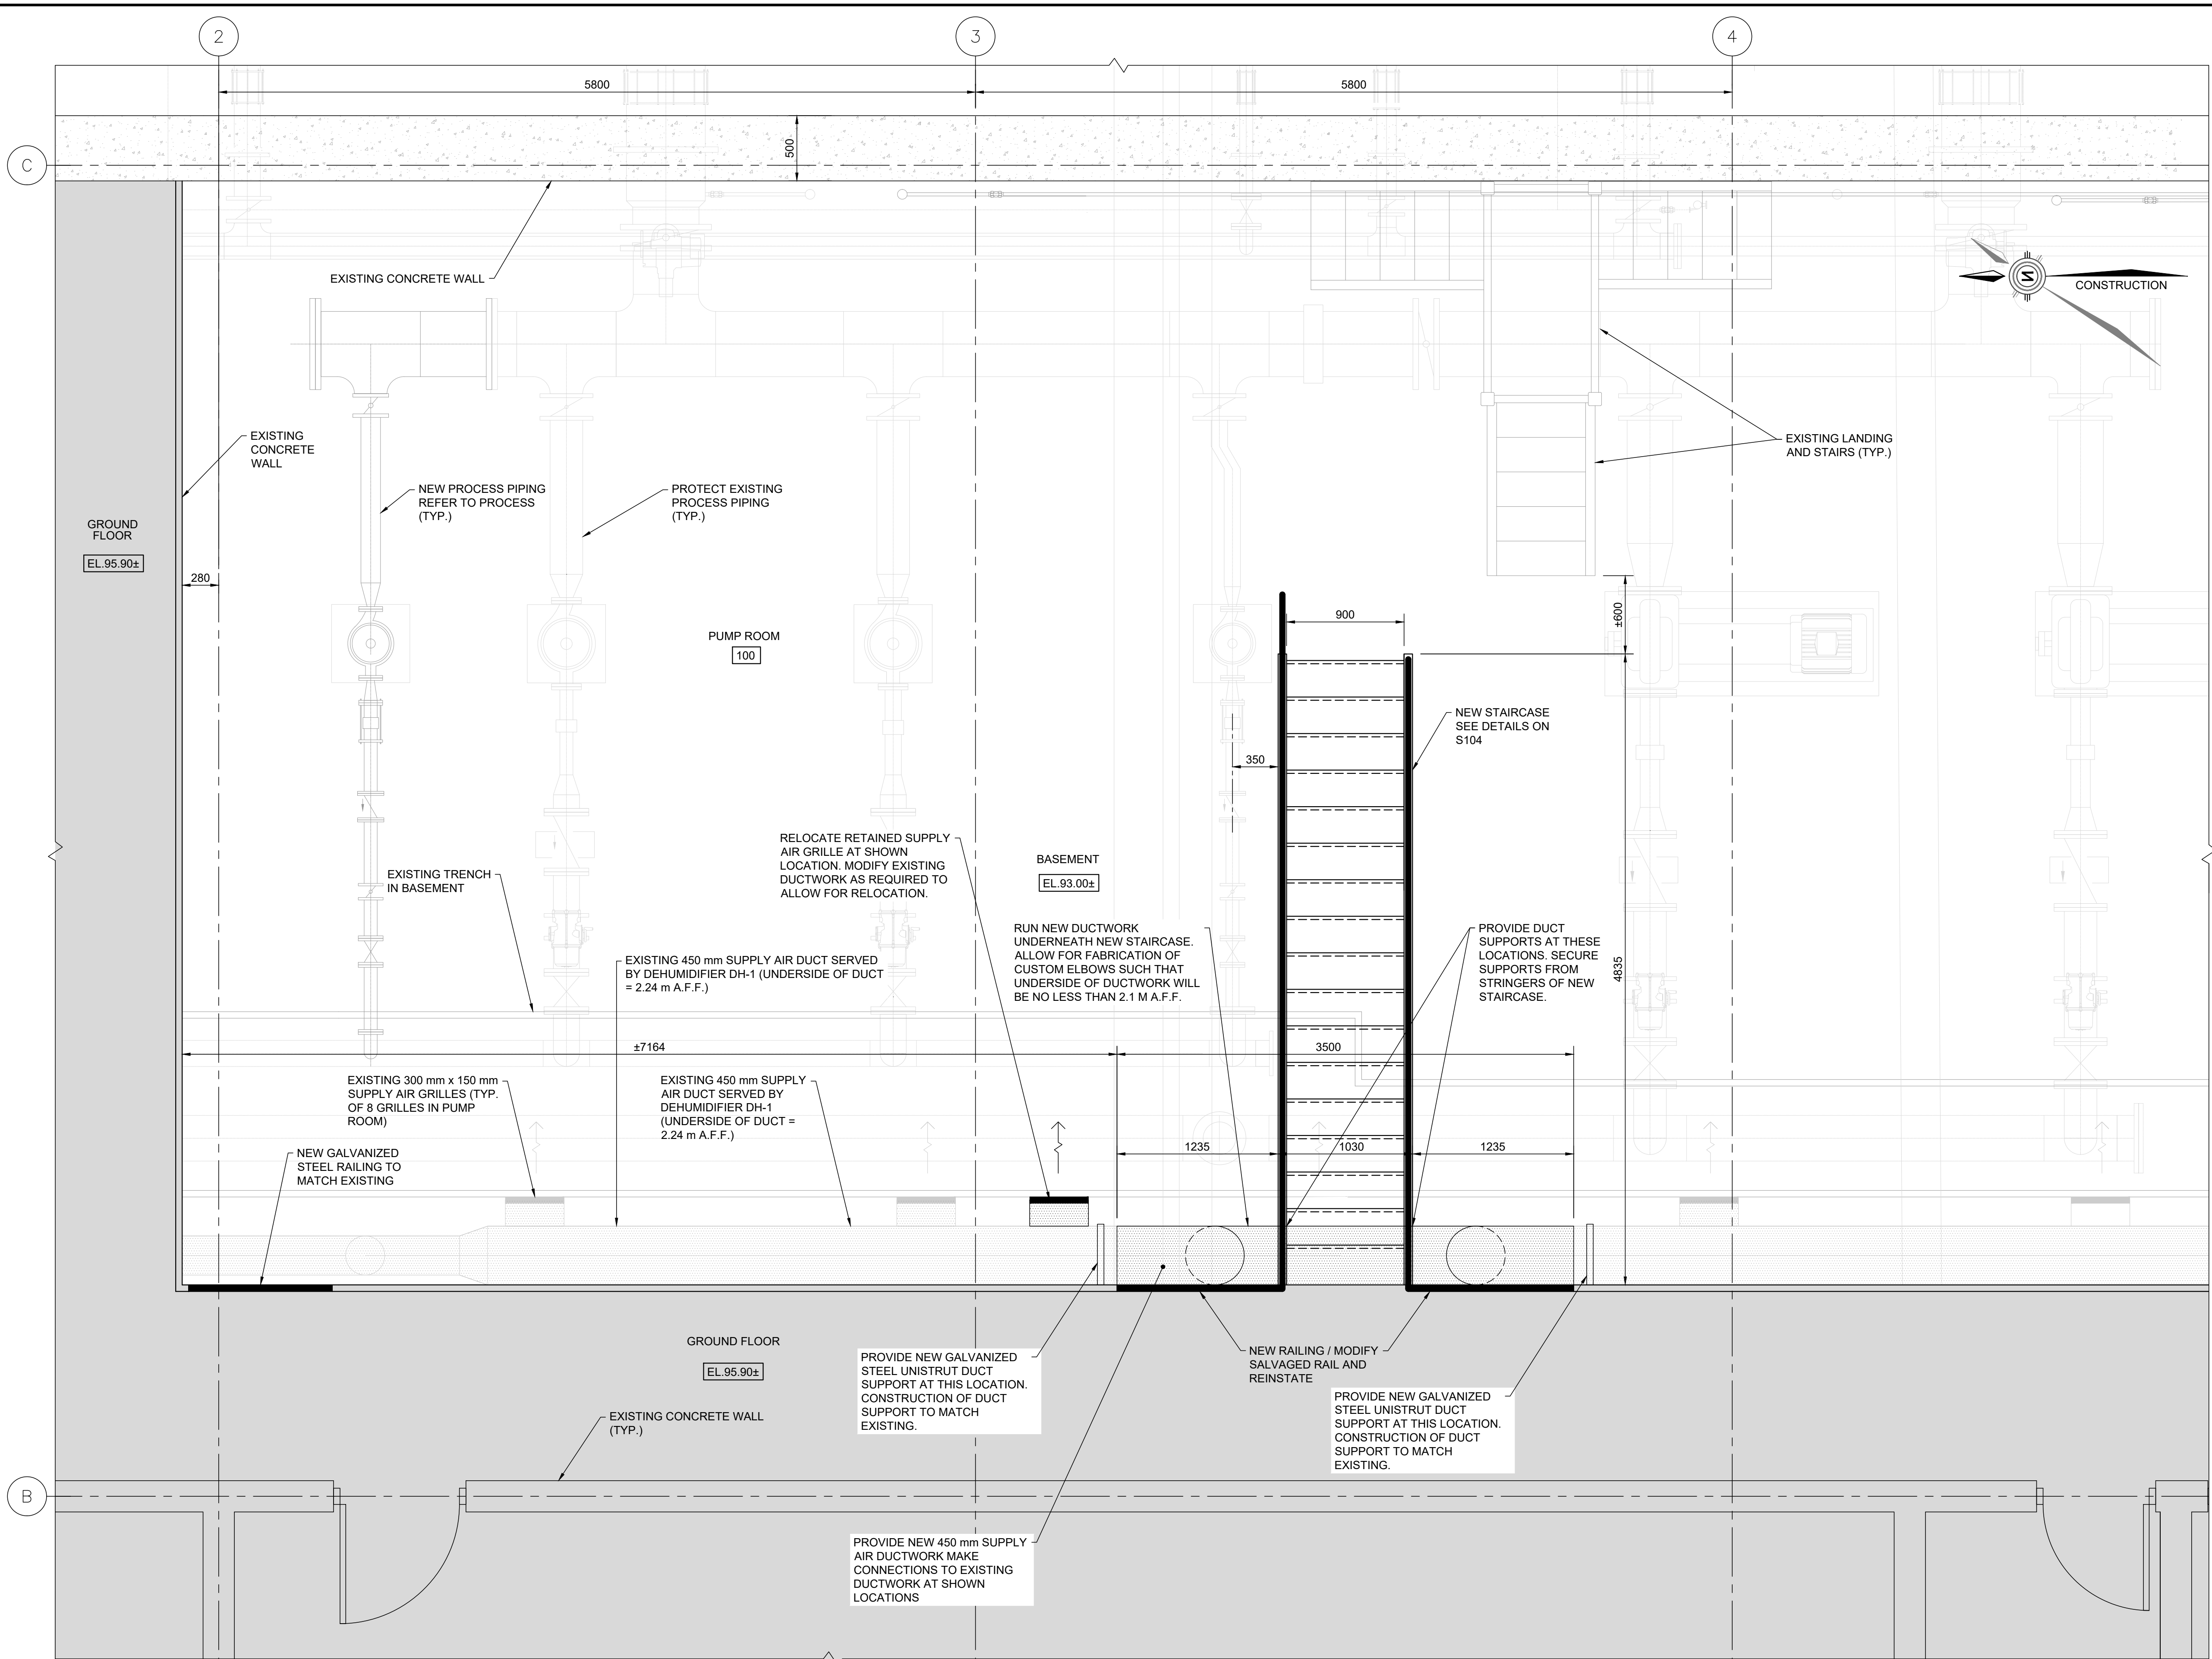 2
3
4
5800
5800
C
500
EXISTING CONCRETE WALL
CONSTRUCTION
EXISTING
CONCRETE
WALL
EXISTING LANDING
AND STAIRS (TYP.)
NEW PROCESS PIPING
REFER TO PROCESS
(TYP.)
PROTECT EXISTING
PROCESS PIPING
(TYP.)
GROUND
FLOOR
EL.95.90±
280
±600
900
PUMP ROOM
100
NEW STAIRCASE
SEE DETAILS ON
S104
350
RELOCATE RETAINED SUPPLY
AIR GRILLE AT SHOWN
LOCATION. MODIFY EXISTING
DUCTWORK AS REQUIRED TO
ALLOW FOR RELOCATION.
BASEMENT
EL.93.00±
EXISTING TRENCH
IN BASEMENT
RUN NEW DUCTWORK
UNDERNEATH NEW STAIRCASE.
ALLOW FOR FABRICATION OF
CUSTOM ELBOWS SUCH THAT
UNDERSIDE OF DUCTWORK WILL
BE NO LESS THAN 2.1 M A.F.F.
PROVIDE DUCT
SUPPORTS AT THESE
LOCATIONS. SECURE
SUPPORTS FROM
STRINGERS OF NEW
STAIRCASE.
4835
EXISTING 450 mm SUPPLY AIR DUCT SERVED
BY DEHUMIDIFIER DH-1 (UNDERSIDE OF DUCT
= 2.24 m A.F.F.)
±7164
3500
EXISTING 300 mm x 150 mm
SUPPLY AIR GRILLES (TYP.
OF 8 GRILLES IN PUMP
ROOM)
EXISTING 450 mm SUPPLY
AIR DUCT SERVED BY
DEHUMIDIFIER DH-1
(UNDERSIDE OF DUCT =
2.24 m A.F.F.)
1235
1030
1235
NEW GALVANIZED
STEEL RAILING TO
MATCH EXISTING
GROUND FLOOR
EL.95.90±
PROVIDE NEW GALVANIZED
STEEL UNISTRUT DUCT
SUPPORT AT THIS LOCATION.
CONSTRUCTION OF DUCT
SUPPORT TO MATCH
EXISTING.
NEW RAILING / MODIFY
SALVAGED RAIL AND
REINSTATE
PROVIDE NEW GALVANIZED
STEEL UNISTRUT DUCT
SUPPORT AT THIS LOCATION.
CONSTRUCTION OF DUCT
SUPPORT TO MATCH
EXISTING.
EXISTING CONCRETE WALL
(TYP.)
B
PROVIDE NEW 450 mm SUPPLY
AIR DUCTWORK MAKE
CONNECTIONS TO EXISTING
DUCTWORK AT SHOWN
LOCATIONS
N